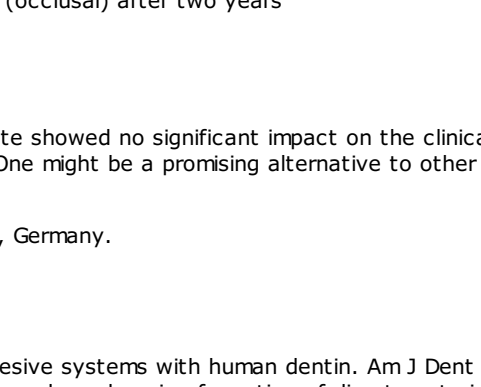 (occlusal) after two years
te showed no significant impact on the clinica
One might be a promising alternative to other
, Germany.
esive systems with human dentin. Am J Dent